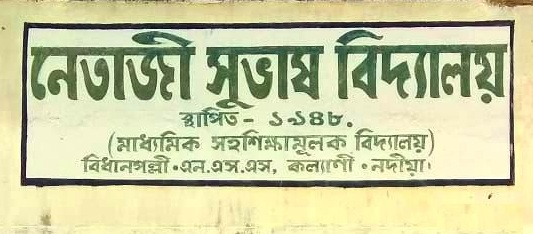 নেতাজী সুভাষ বিদ্যালয়
স্থাপিত - ১৯৪৮.
(মাধ্যমিক সহশিক্ষামূলক বিদ্যালয়)
বিধানপল্লী • এন.এস.এস, কল্যাণী • নদীয়া।